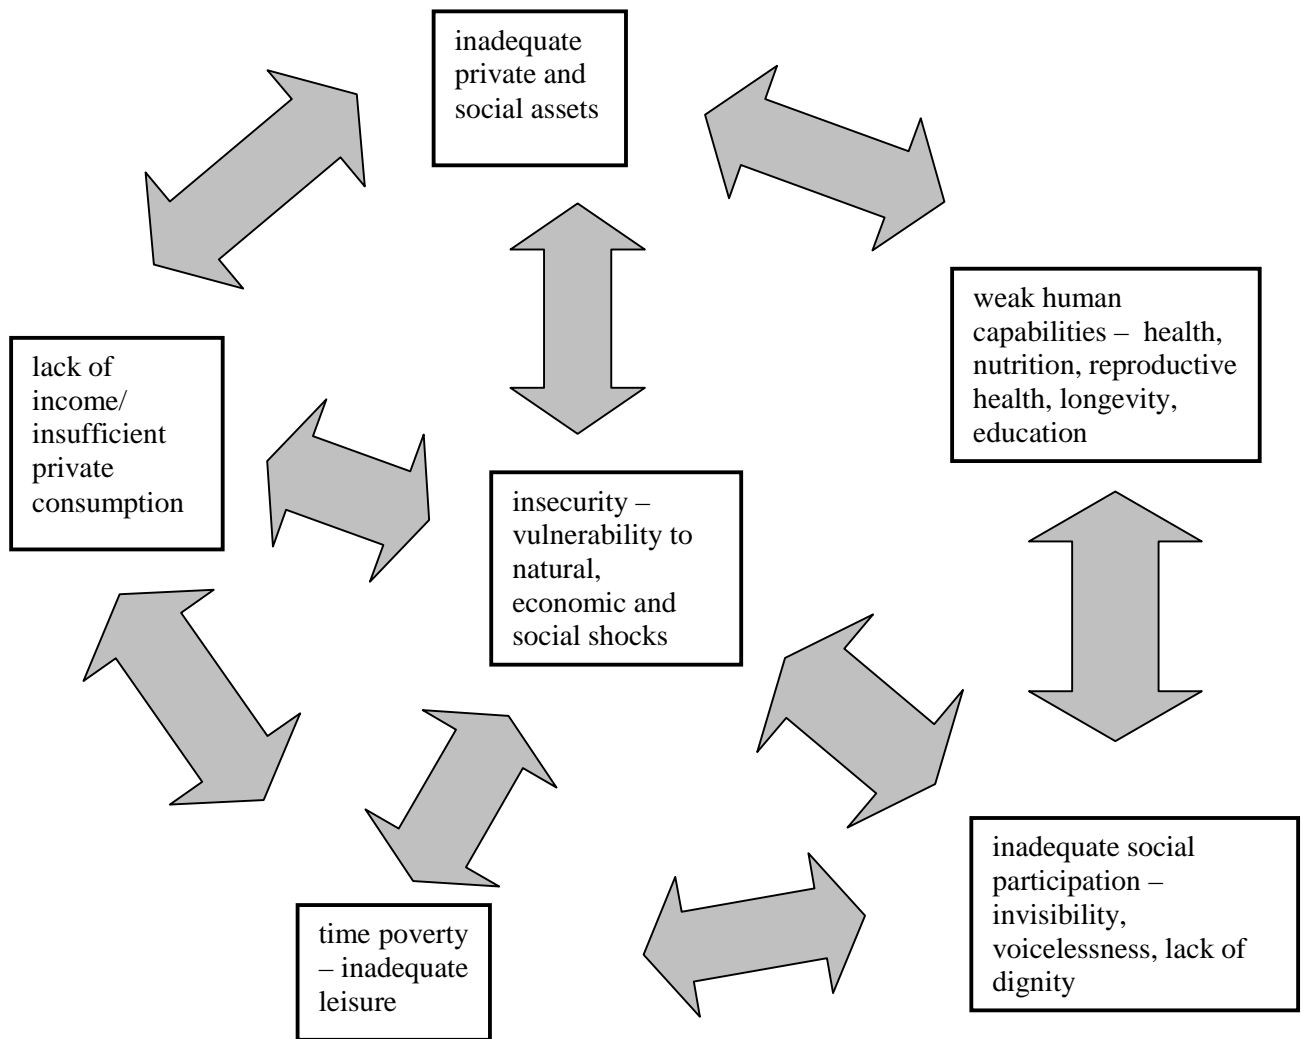 inadequate
private and
social assets
weak human
capabilities –  health,
nutrition, reproductive
health, longevity,
education
lack of
income/
insufficient
private
consumption
insecurity –
vulnerability to
natural,
economic and
social shocks
inadequate social
participation –
invisibility,
voicelessness, lack of
dignity
time poverty
– inadequate
leisure